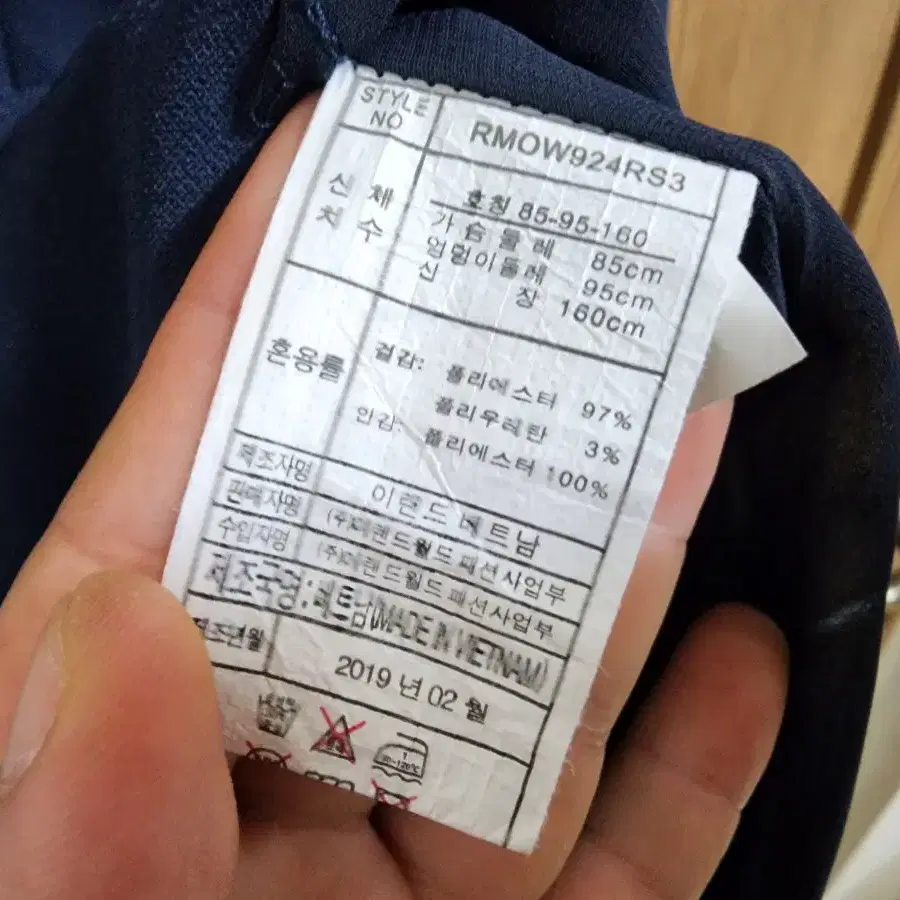 STYLE NO RMOW924RS3
신체 치수 호칭 85-95-160
가슴둘레 85cm
엉덩이둘레 95cm
신장 160cm
혼용률 겉감: 폴리에스터 97%
폴리우레탄 3%
안감: 폴리에스터 100%
제조자명 이랜드 베트남
판매자명 (주)이랜드월드 패션사업부
수입자명 (주)이랜드월드 패션사업부
제조국명:베트남(MADE IN VIETNAM)
제조년월 2019 년 02 월
1
80~120℃